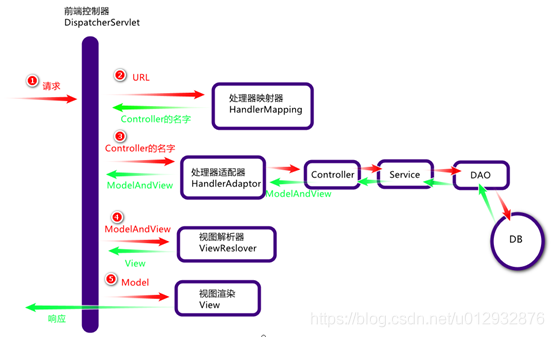 前端控制器
DispatcherServlet
1 请求
2 URL
处理器映射器
HandlerMapping
Controller的名字
3
Controller的名字
处理器适配器
HandlerAdaptor
ModelAndView
Controller
Service
DAO
ModelAndView
DB
4
ModelAndView
视图解析器
ViewReslover
View
5 Model
视图渲染
View
响应
https://blog.csdn.net/u012932876